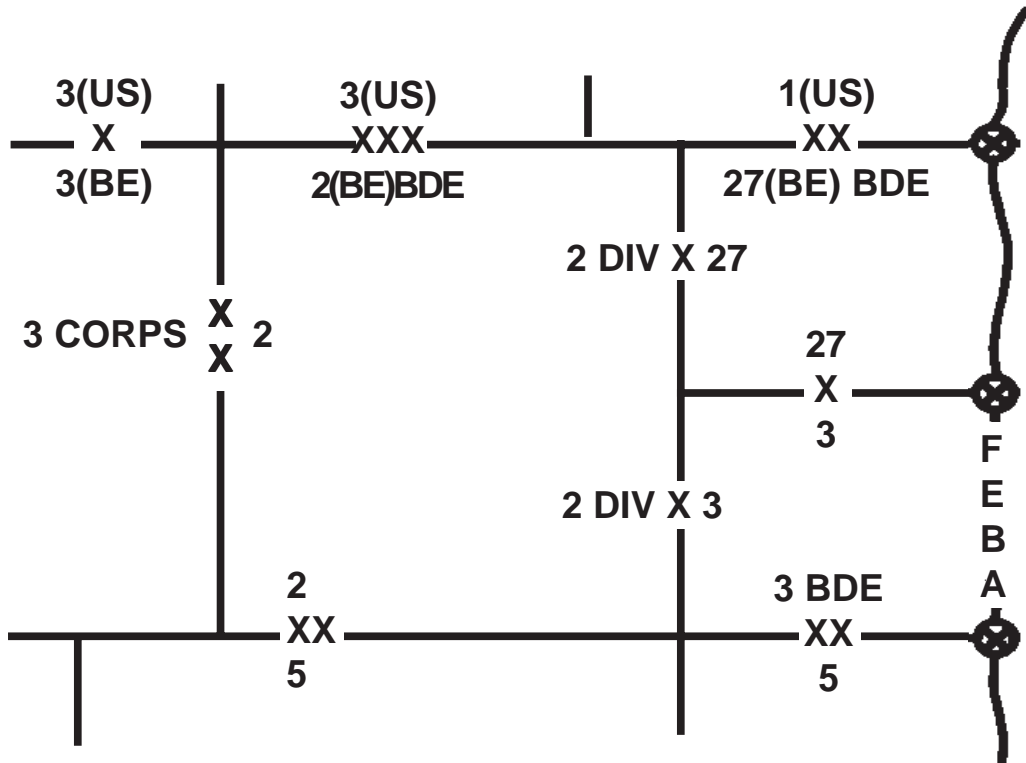 3(US)
X
3(BE)
3(US)
XXX
2(BE)BDE
1(US)
XX
27(BE) BDE
2 DIV X 27
3 CORPS X X 2
27
X
3
2 DIV X 3
F
E
B
A
2
XX
5
3 BDE
XX
5